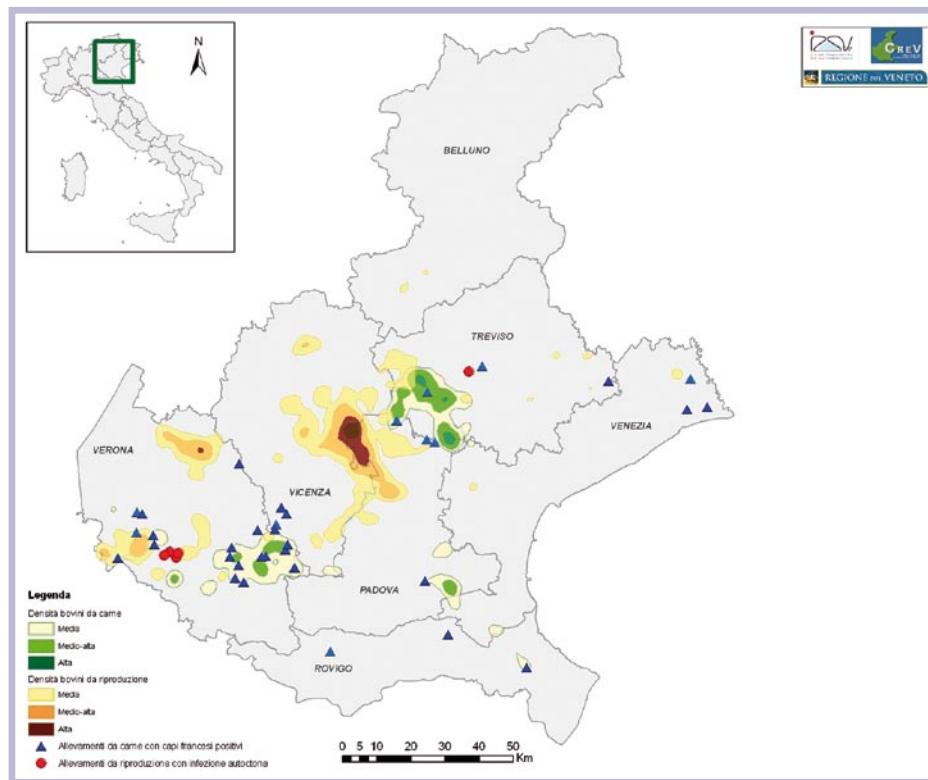 N
CREV
REGIONE DEL VENETO
BELLUNO
TREVISO
VENEZIA
VERONA
VICENZA
PADOVA
ROVIGO
Legenda
Densità bovini da carne
Media
Medio-alta
Alta
Densità bovini da riproduzione
Media
Medio-alta
Alta
Allevamenti da carne con capi francesi positivi
Allevamenti da riproduzione con infezione autoctona
0 5 10 20 30 40 50
Km